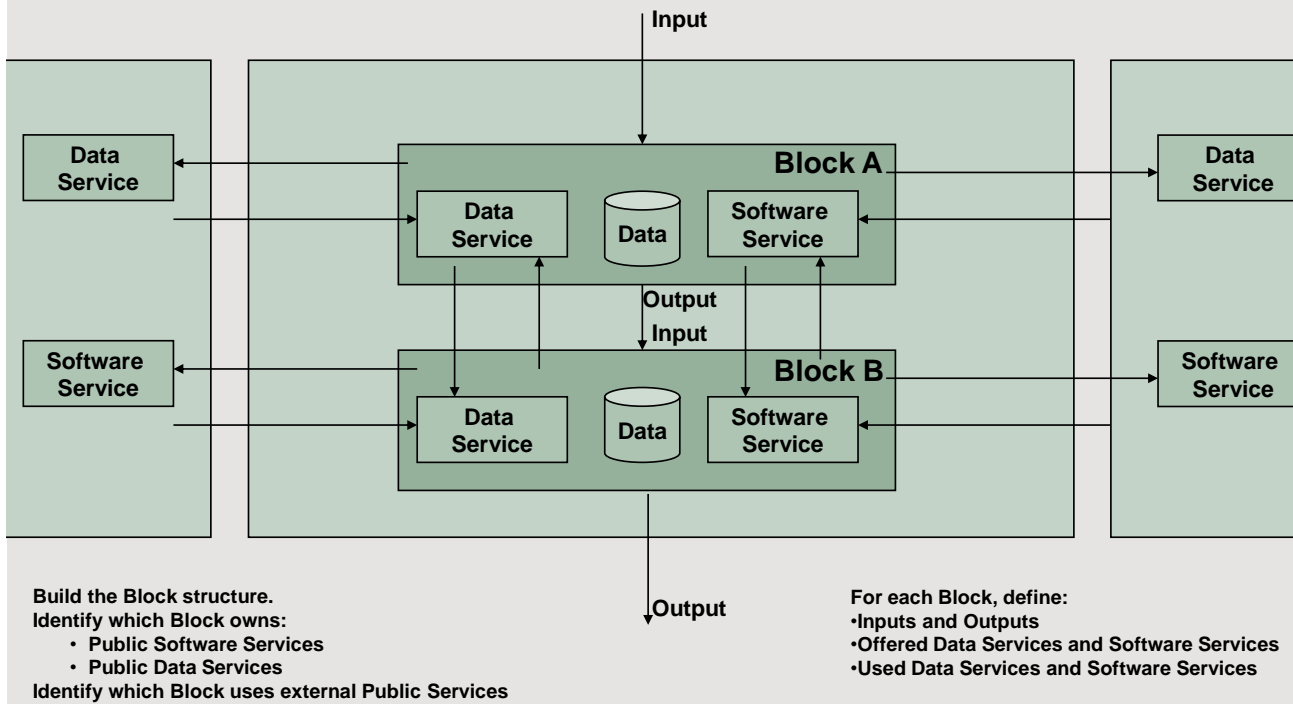 Input
Data
Service
Block A
Data
Service
Data
Service
Data
Software
Service
Output
Input
Software
Service
Block B
Software
Service
Data
Service
Data
Software
Service
Output
Build the Block structure.
Identify which Block owns:
• Public Software Services
• Public Data Services
Identify which Block uses external Public Services
For each Block, define:
•Inputs and Outputs
•Offered Data Services and Software Services
•Used Data Services and Software Services